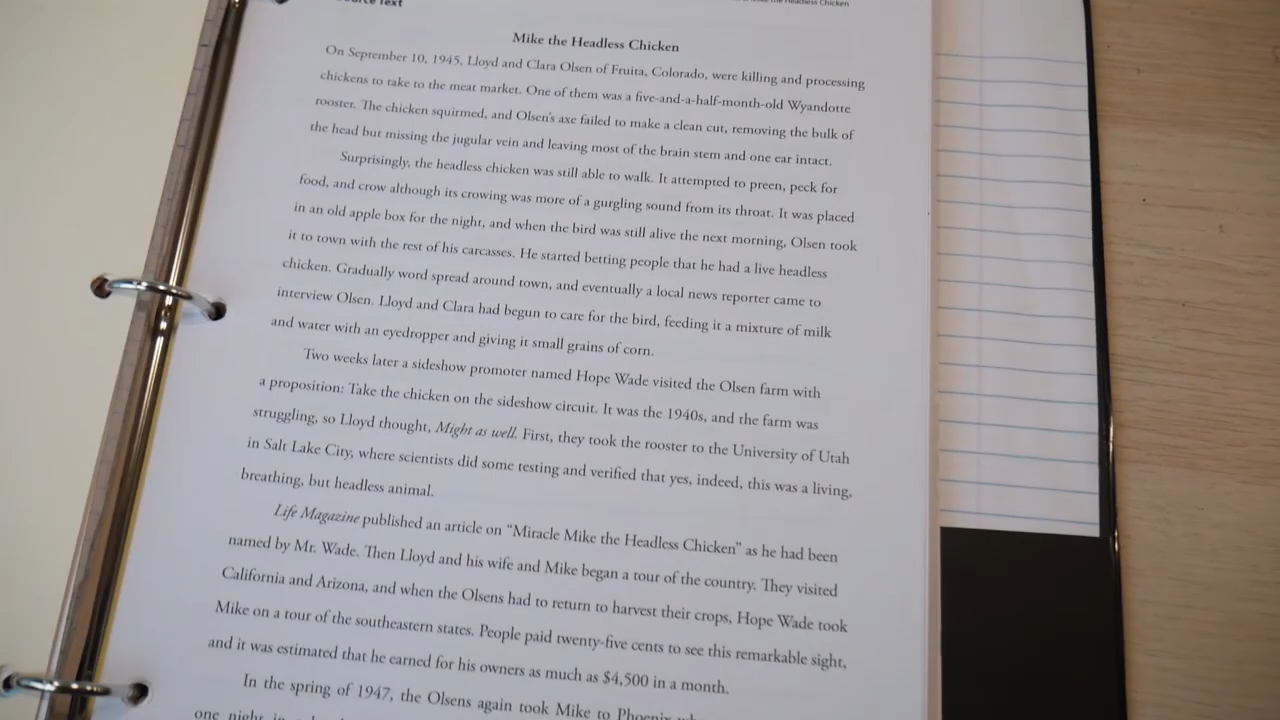 Text
the Headless Chicken
Mike the Headless Chicken
On September 10, 1945, Lloyd and Clara Olsen of Fruita, Colorado, were killing and processing
chickens to take to the meat market. One of them was a five-and-a-half-month-old Wyandotte
rooster. The chicken squirmed, and Olsen's axe failed to make a clean cut, removing the bulk of
the head but missing the jugular vein and leaving most of the brain stem and one ear intact.
Surprisingly, the headless chicken was still able to walk. It attempted to preen, peck for
food, and crow although its crowing was more of a gurgling sound from its throat. It was placed
in an old apple box for the night, and when the bird was still alive the next morning, Olsen took
it to town with the rest of his carcasses. He started betting people that he had a live headless
chicken. Gradually word spread around town, and eventually a local news reporter came to
interview Olsen. Lloyd and Clara had begun to care for the bird, feeding it a mixture of milk
and water with an eyedropper and giving it small grains of corn.
Two weeks later a sideshow promoter named Hope Wade visited the Olsen farm with
a proposition: Take the chicken on the sideshow circuit. It was the 1940s, and the farm was
struggling, so Lloyd thought, Might as well. First, they took the rooster to the University of Utah
in Salt Lake City, where scientists did some testing and verified that yes, indeed, this was a living,
breathing, but headless animal.
Life Magazine published an article on “Miracle Mike the Headless Chicken” as he had been
named by Mr. Wade. Then Lloyd and his wife and Mike began a tour of the country. They visited
California and Arizona, and when the Olsens had to return to harvest their crops, Hope Wade took
Mike on a tour of the southeastern states. People paid twenty-five cents to see this remarkable sight,
and it was estimated that he earned for his owners as much as $4,500 in a month.
In the spring of 1947, the Olsens again took Mike to Phoenix
one night in